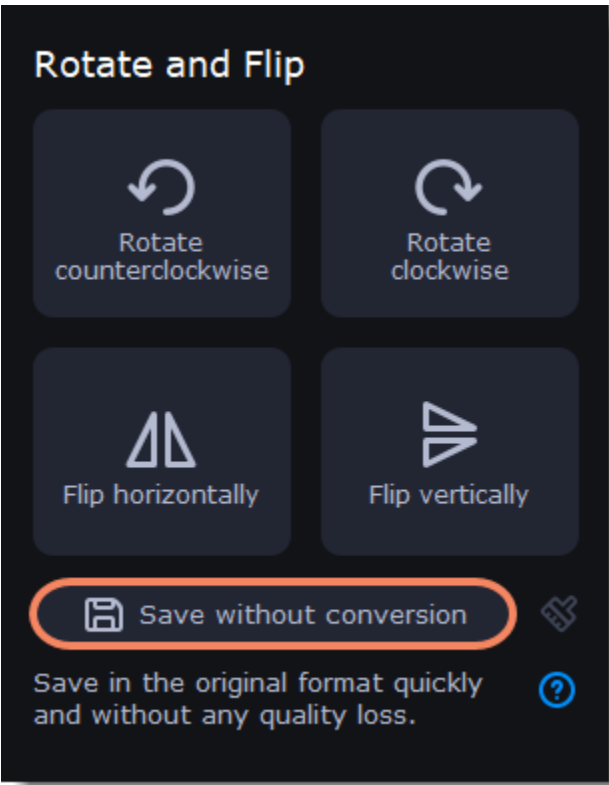 Rotate and Flip
Rotate
counterclockwise
Rotate
clockwise
Flip horizontally
Flip vertically
Save without conversion
Save in the original format quickly
and without any quality loss.
?